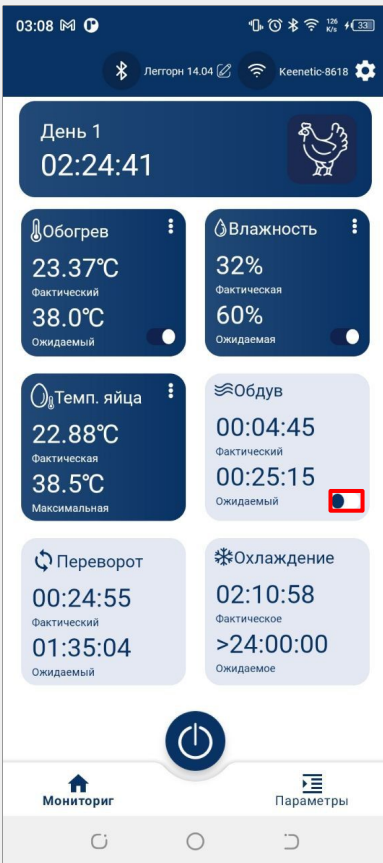 03:08 126 K/s 33
Леггорн 14.04 Keenetic-8618
День 1
02:24:41
Обогрев
23.37°C
Фактический
38.0°C
Ожидаемый
Влажность
32%
Фактическая
60%
Ожидаемая
Темп. яйца
22.88°C
Фактическая
38.5°C
Максимальная
Обдув
00:04:45
Фактический
00:25:15
Ожидаемый
Переворот
00:24:55
Фактический
01:35:04
Ожидаемый
Охлаждение
02:10:58
Фактическое
>24:00:00
Ожидаемое
Мониториг Параметры